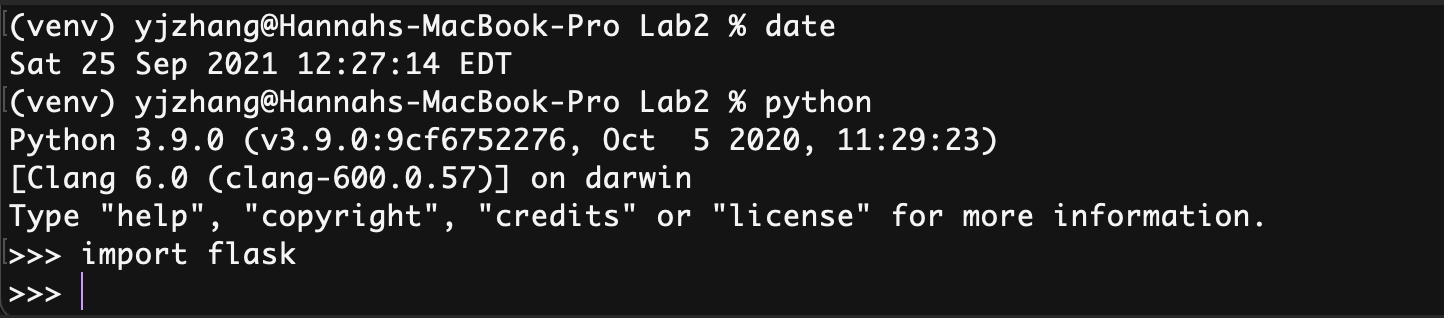 (venv) yjzhang@Hannahs-MacBook-Pro Lab2 % date
Sat 25 Sep 2021 12:27:14 EDT
(venv) yjzhang@Hannahs-MacBook-Pro Lab2 % python
Python 3.9.0 (v3.9.0:9cf6752276, Oct  5 2020, 11:29:23)
[Clang 6.0 (clang-600.0.57)] on darwin
Type "help", "copyright", "credits" or "license" for more information.
>>> import flask
>>>